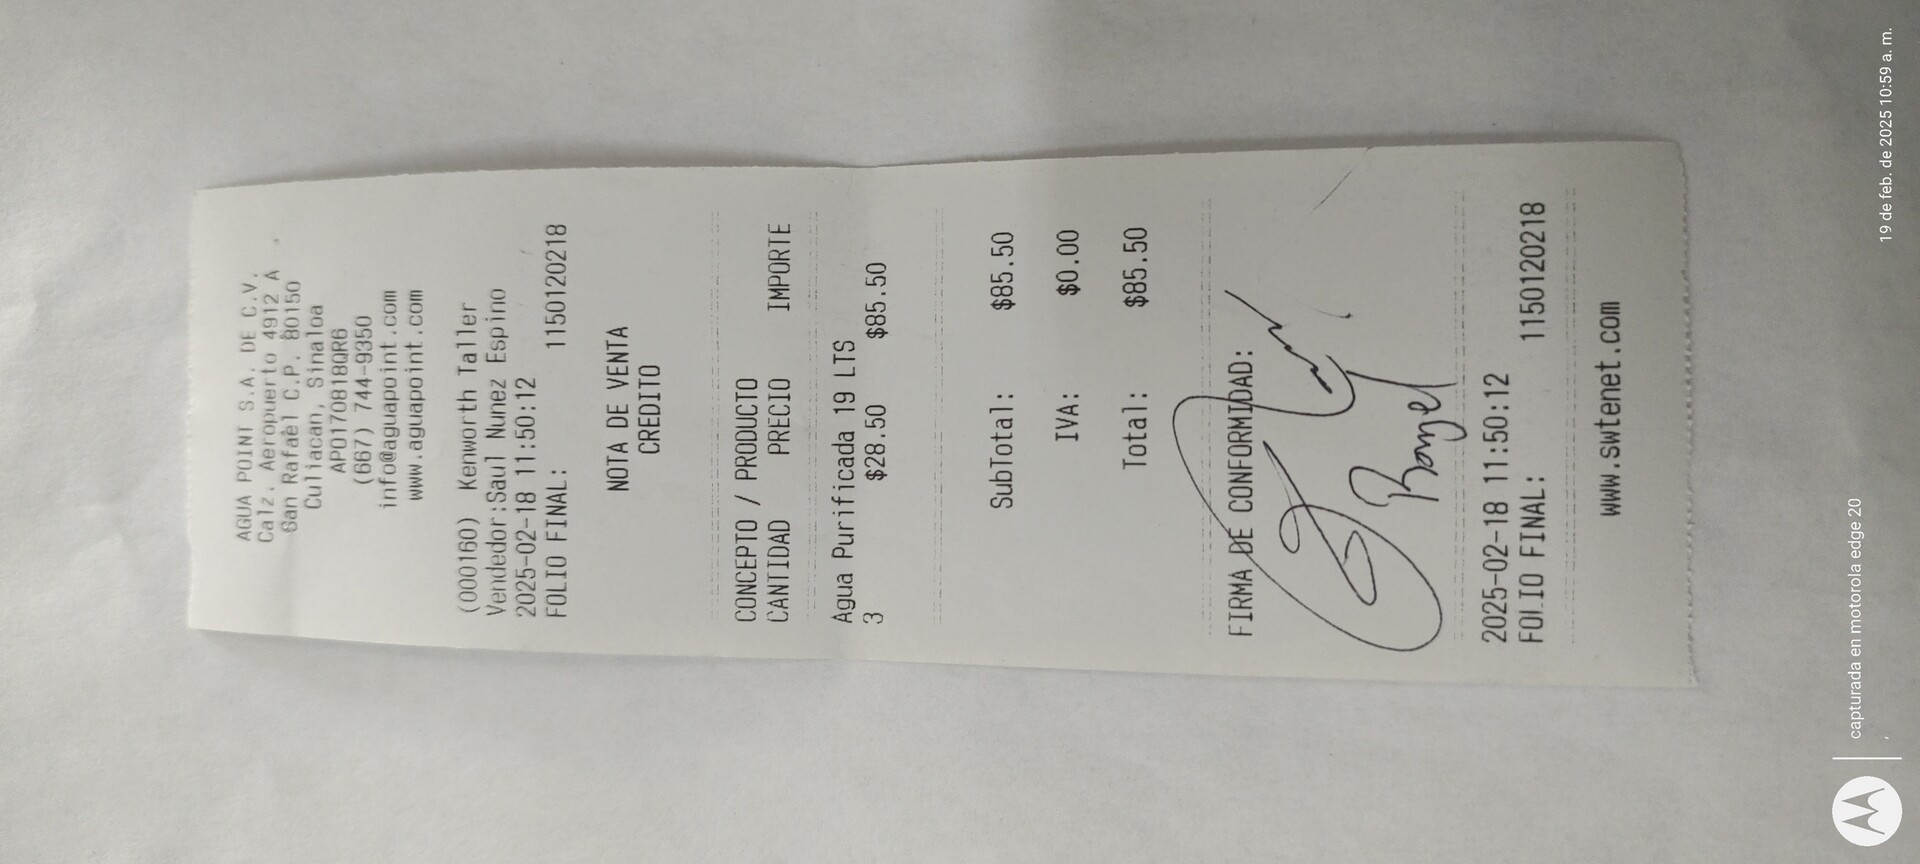 AGUA POINT S.A. DE C.V.
Calz. Aeropuerto 4912 A
San Rafael C.P. 80150
Culiacan, Sinaloa
APO170818QR6
(667) 744-9350
info@aguapoint.com
www.aguapoint.com
(000160) Kenworth Taller
Vendedor:Saul Nunez Espino
2025-02-18 11:50:12
FOLIO FINAL: 1150120218
NOTA DE VENTA
CREDITO
CONCEPTO / PRODUCTO
CANTIDAD PRECIO IMPORTE
Agua Purificada 19 LTS
3 $28.50 $85.50
SubTotal: $85.50
IVA: $0.00
Total: $85.50
FIRMA DE CONFORMIDAD:
Rangel
2025-02-18 11:50:12
FOLIO FINAL: 1150120218
www.swtenet.com
capturada en motorola edge 20
19 de feb. de 2025 10:59 a. m.